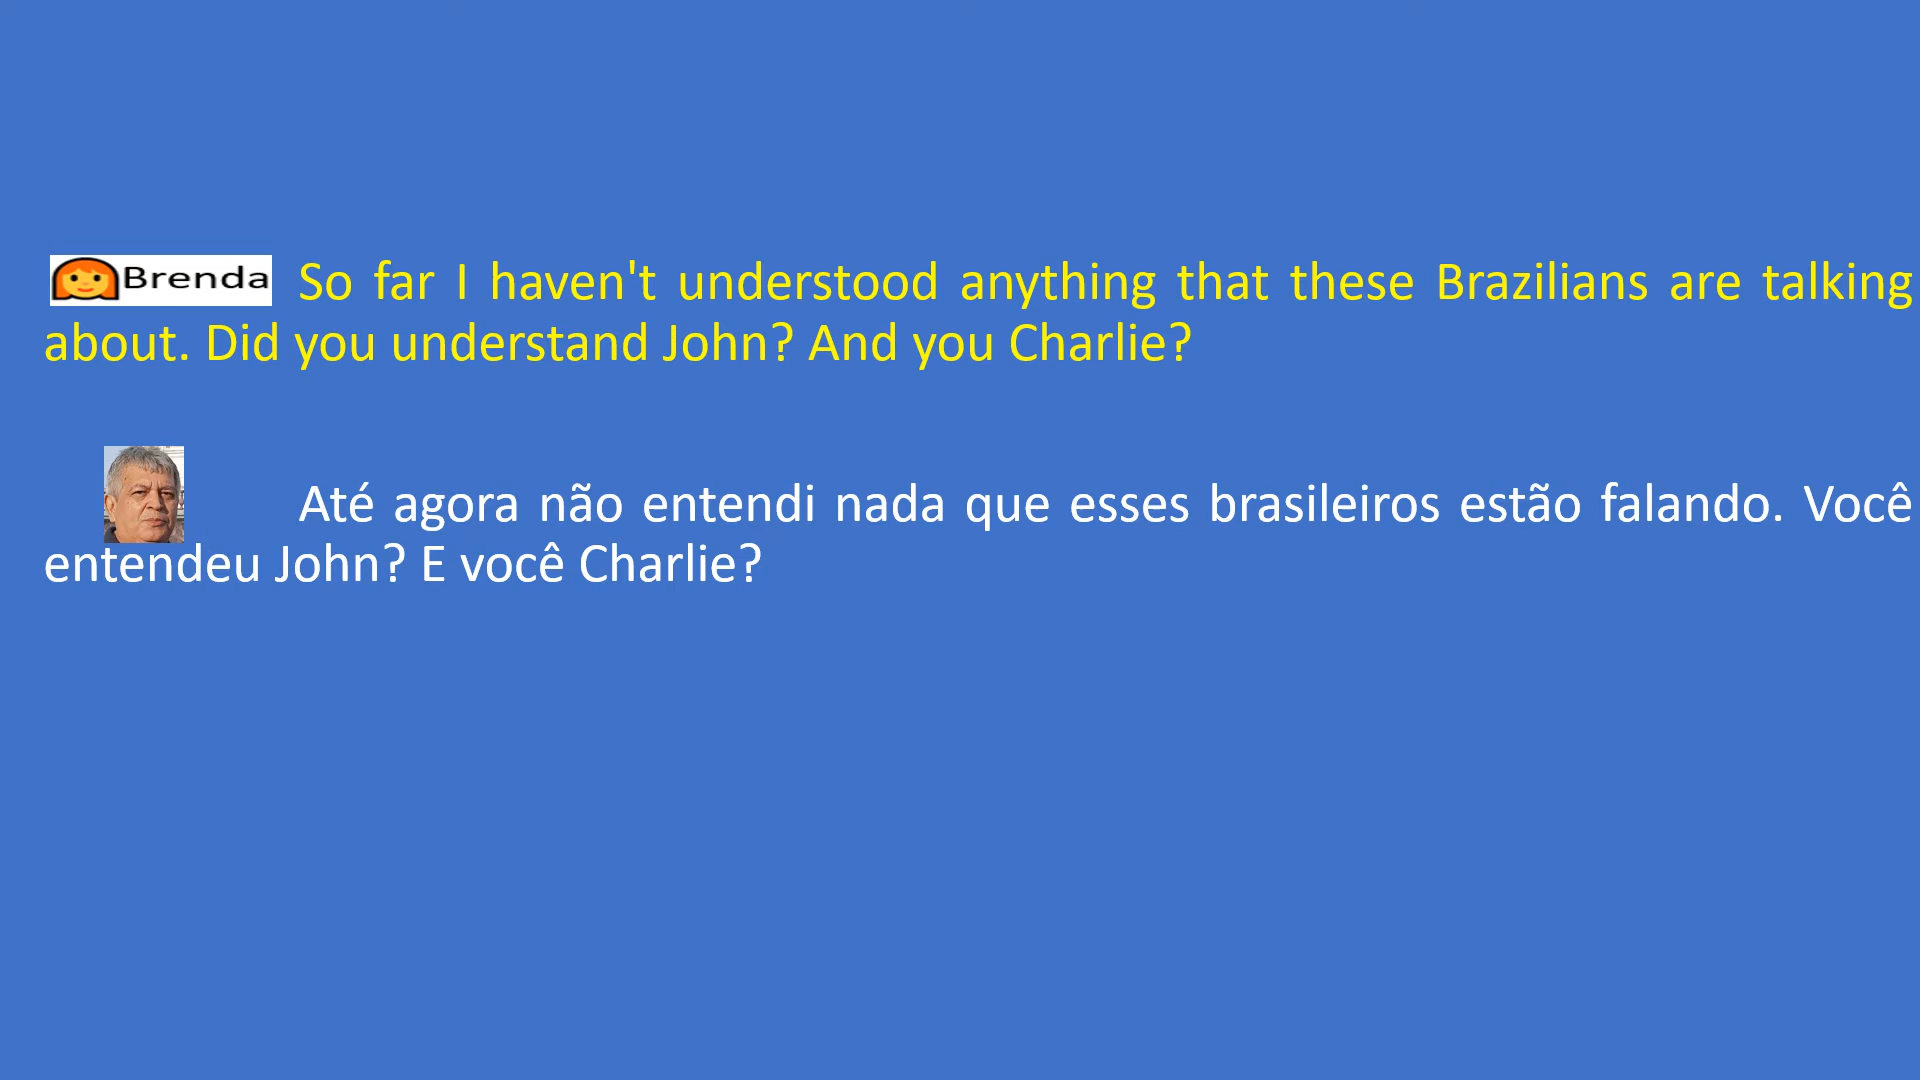 Brenda So far I haven't understood anything that these Brazilians are talking
about. Did you understand John? And you Charlie?
Até agora não entendi nada que esses brasileiros estão falando. Você
entendeu John? E você Charlie?